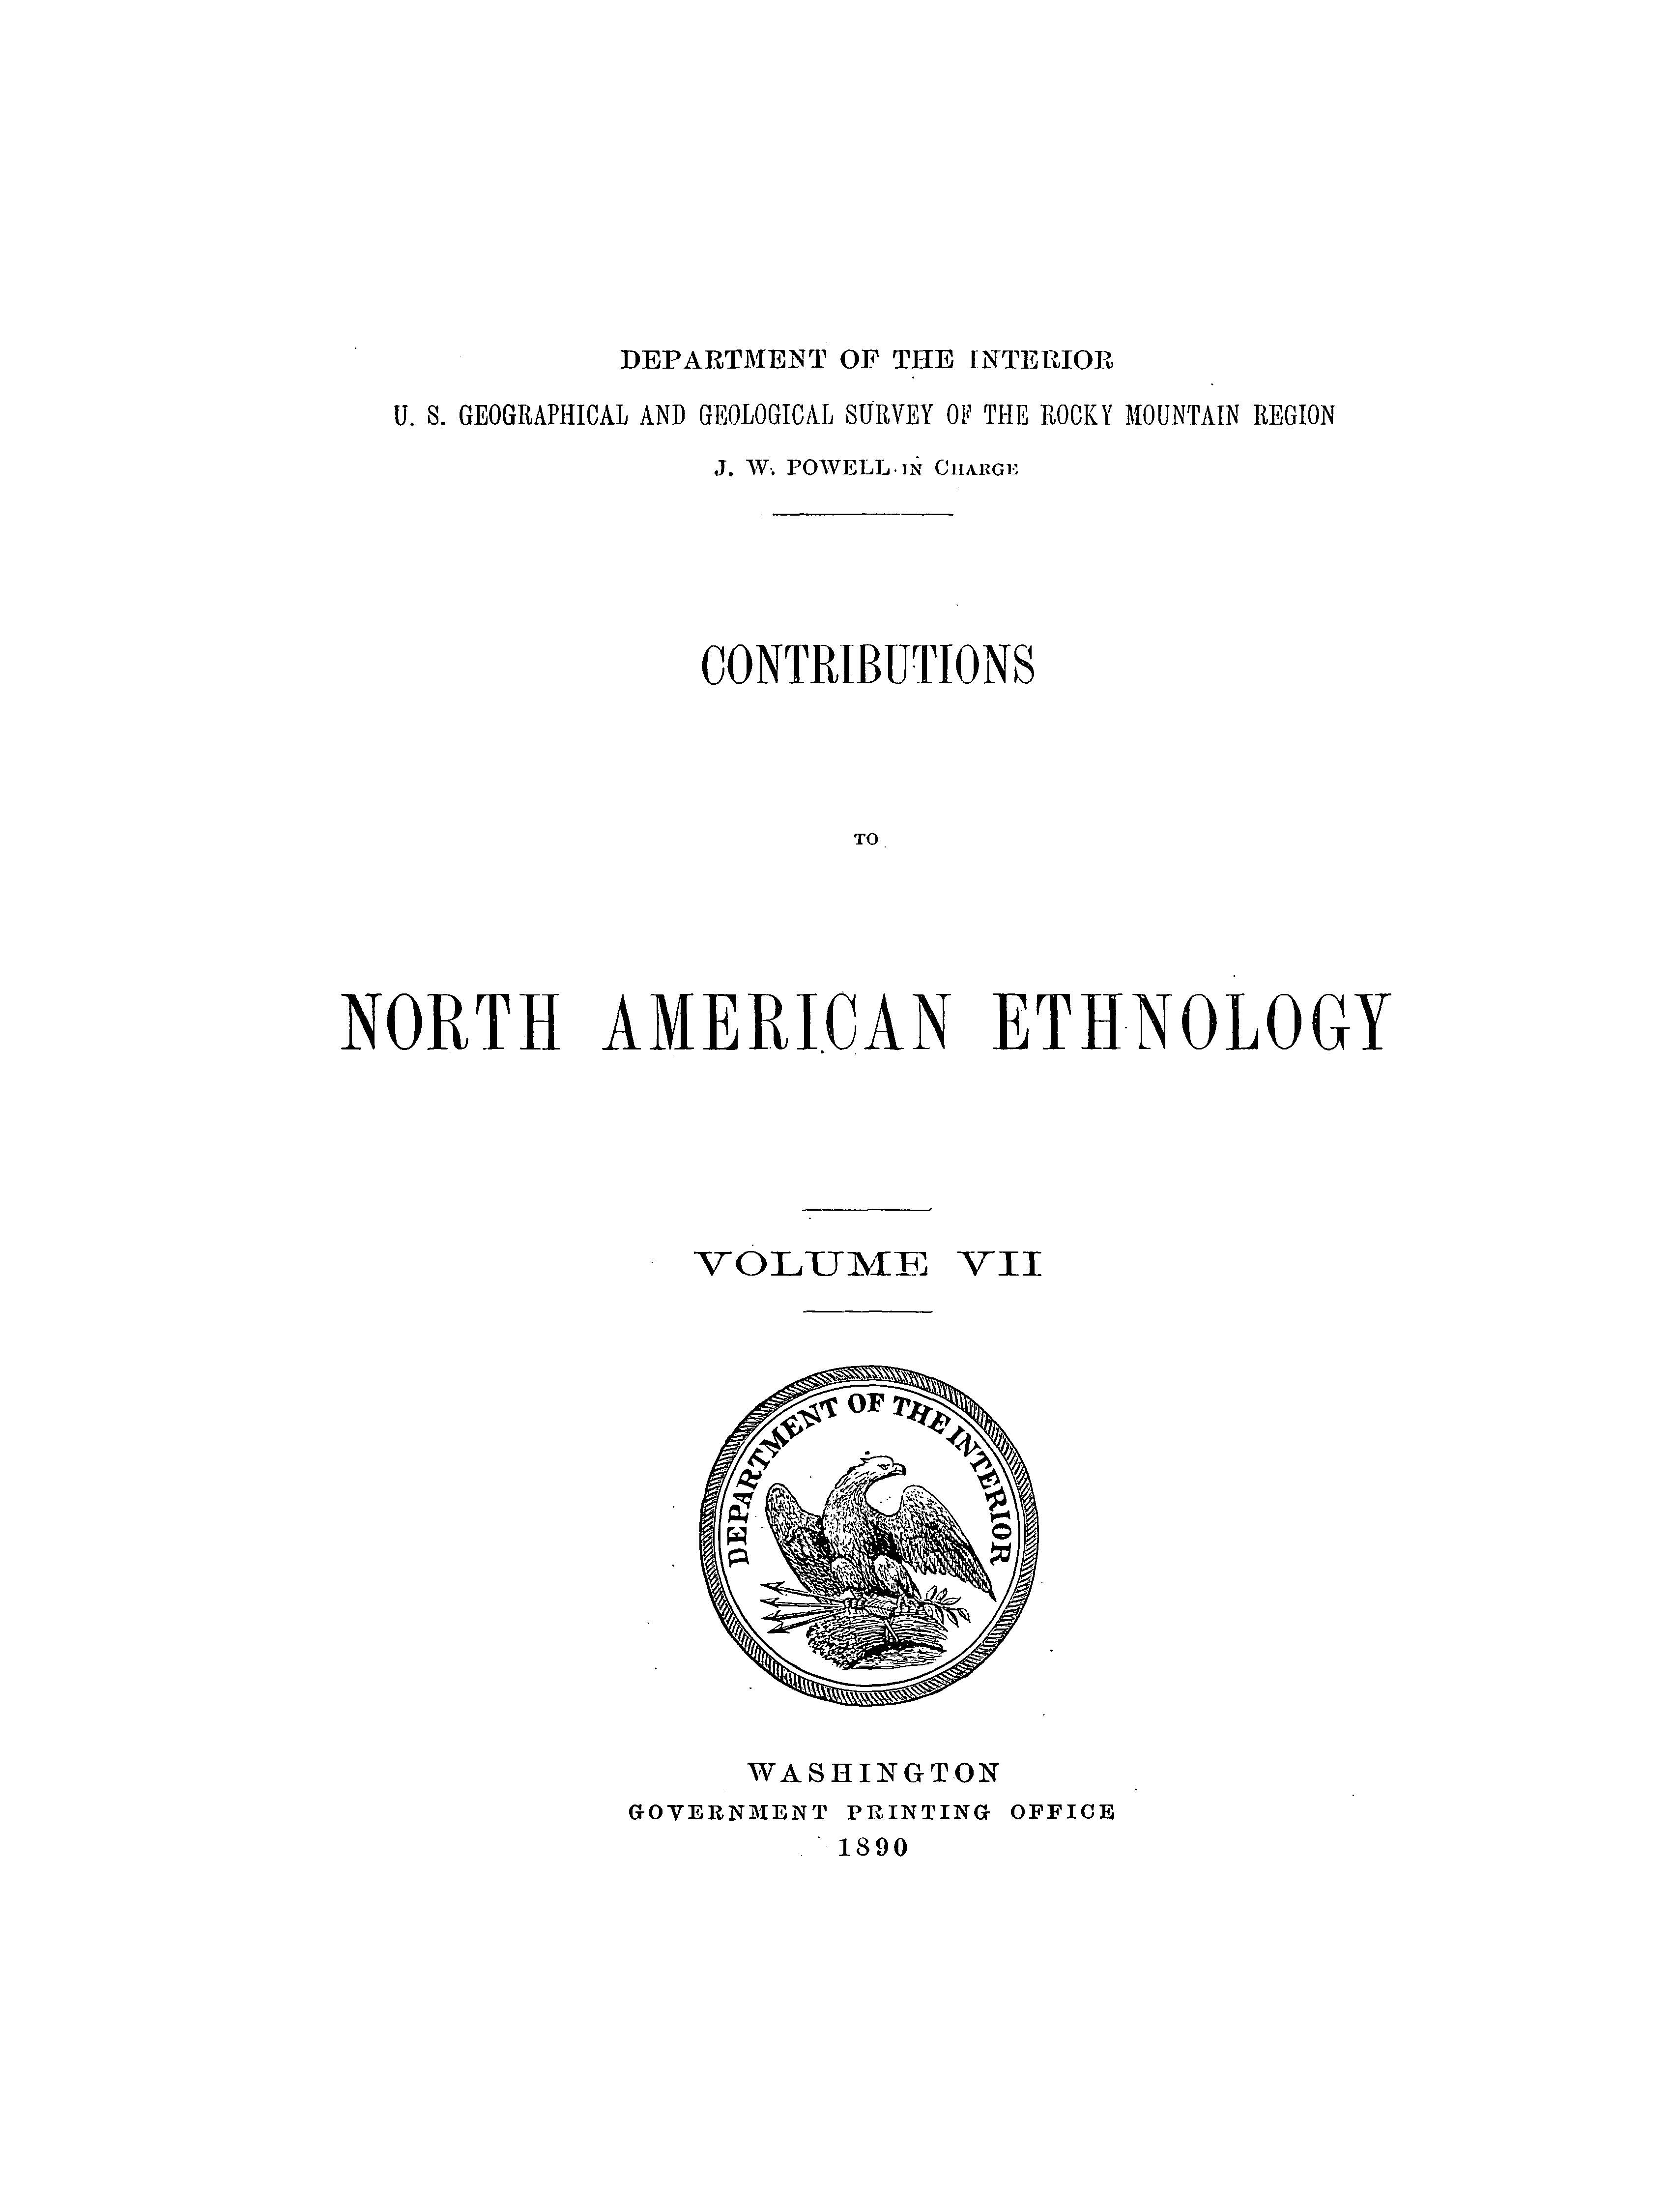 DEPARTMENT OF THE INTERIOR
U. S. GEOGRAPHICAL AND GEOLOGICAL SURVEY OF THE ROCKY MOUNTAIN REGION
J. W. POWELL IN CHARGE
CONTRIBUTIONS
TO
NORTH AMERICAN ETHNOLOGY
VOLUME VII
DEPARTMENT OF THE INTERIOR
WASHINGTON
GOVERNMENT PRINTING OFFICE
1890